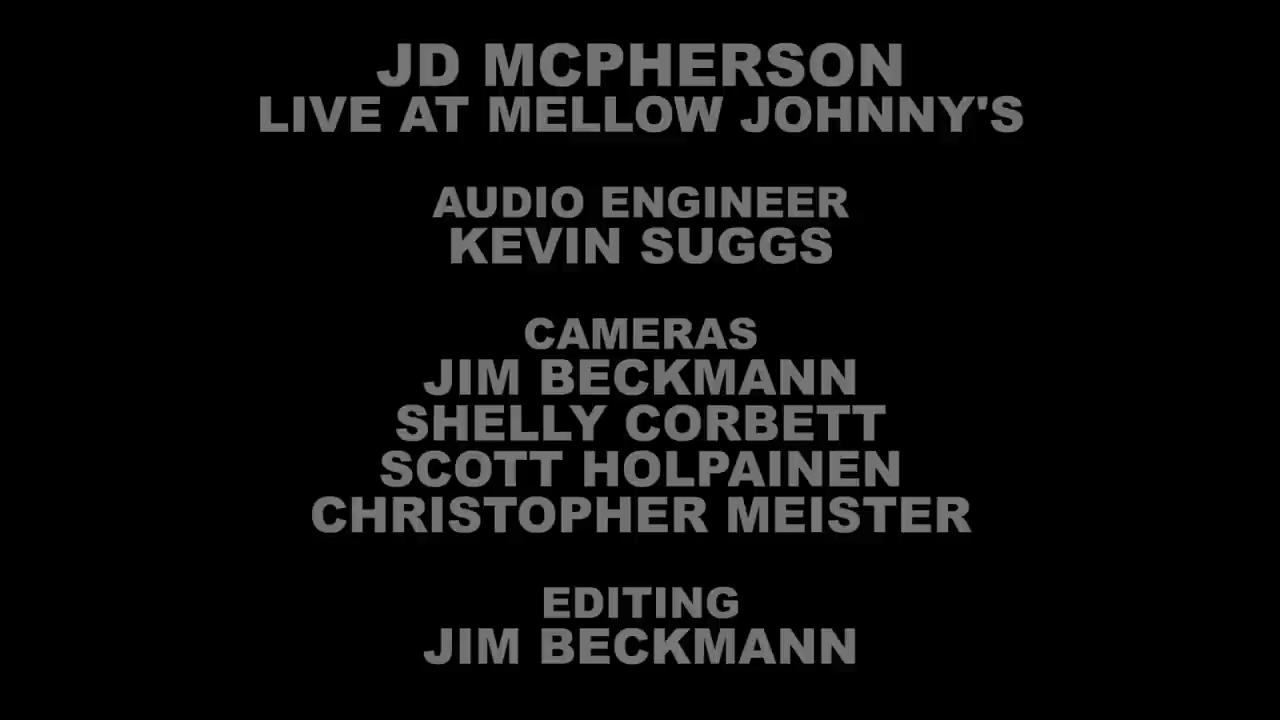 JD MCPHERSON
LIVE AT MELLOW JOHNNY'S
AUDIO ENGINEER
KEVIN SUGGS
CAMERAS
JIM BECKMANN
SHELLY CORBETT
SCOTT HOLPAINEN
CHRISTOPHER MEISTER
EDITING
JIM BECKMANN